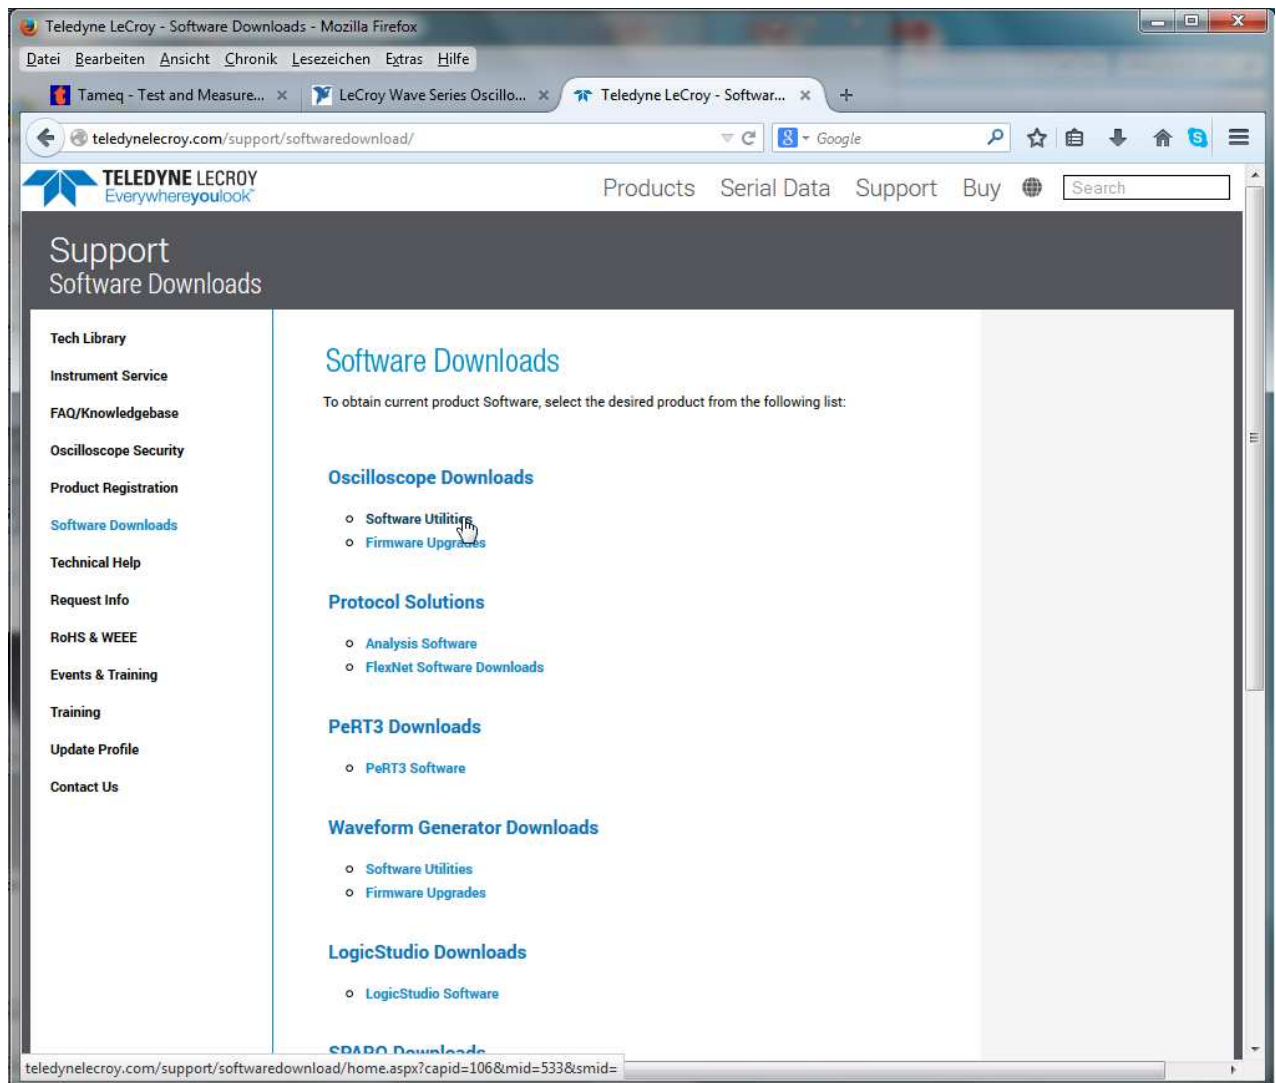 Teledyne LeCroy - Software Downloads - Mozilla Firefox
Datei Bearbeiten Ansicht Chronik Lesezeichen Extras Hilfe
Tameq - Test and Measure... LeCroy Wave Series Oscillo... Teledyne LeCroy - Softwar...
teledynelecroy.com/support/softwaredownload/ Google
TELEDYNE LECROY
Everywhereyoulook
Products Serial Data Support Buy Search
Support
Software Downloads
Tech Library
Instrument Service
FAQ/Knowledgebase
Oscilloscope Security
Product Registration
Software Downloads
Technical Help
Request Info
RoHS & WEEE
Events & Training
Training
Update Profile
Contact Us
Software Downloads
To obtain current product Software, select the desired product from the following list:
Oscilloscope Downloads
Software Utilities
Firmware Upgrades
Protocol Solutions
Analysis Software
FlexNet Software Downloads
PeRT3 Downloads
PeRT3 Software
Waveform Generator Downloads
Software Utilities
Firmware Upgrades
LogicStudio Downloads
LogicStudio Software
SPARQ Downloads
teledynelecroy.com/support/softwaredownload/home.aspx?capid=106&mid=533&smid=